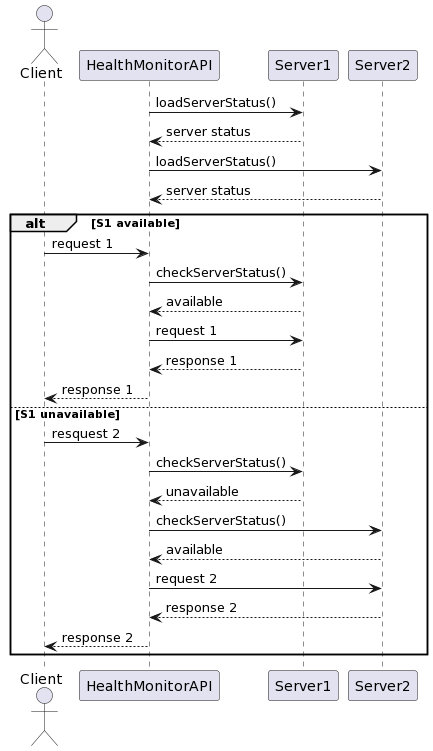 Client
HealthMonitorAPI
Server1
Server2
loadServerStatus()
server status
loadServerStatus()
server status
alt [S1 available]
request 1
checkServerStatus()
available
request 1
response 1
response 1
[S1 unavailable]
resquest 2
checkServerStatus()
unavailable
checkServerStatus()
available
request 2
response 2
response 2
Client
HealthMonitorAPI
Server1
Server2